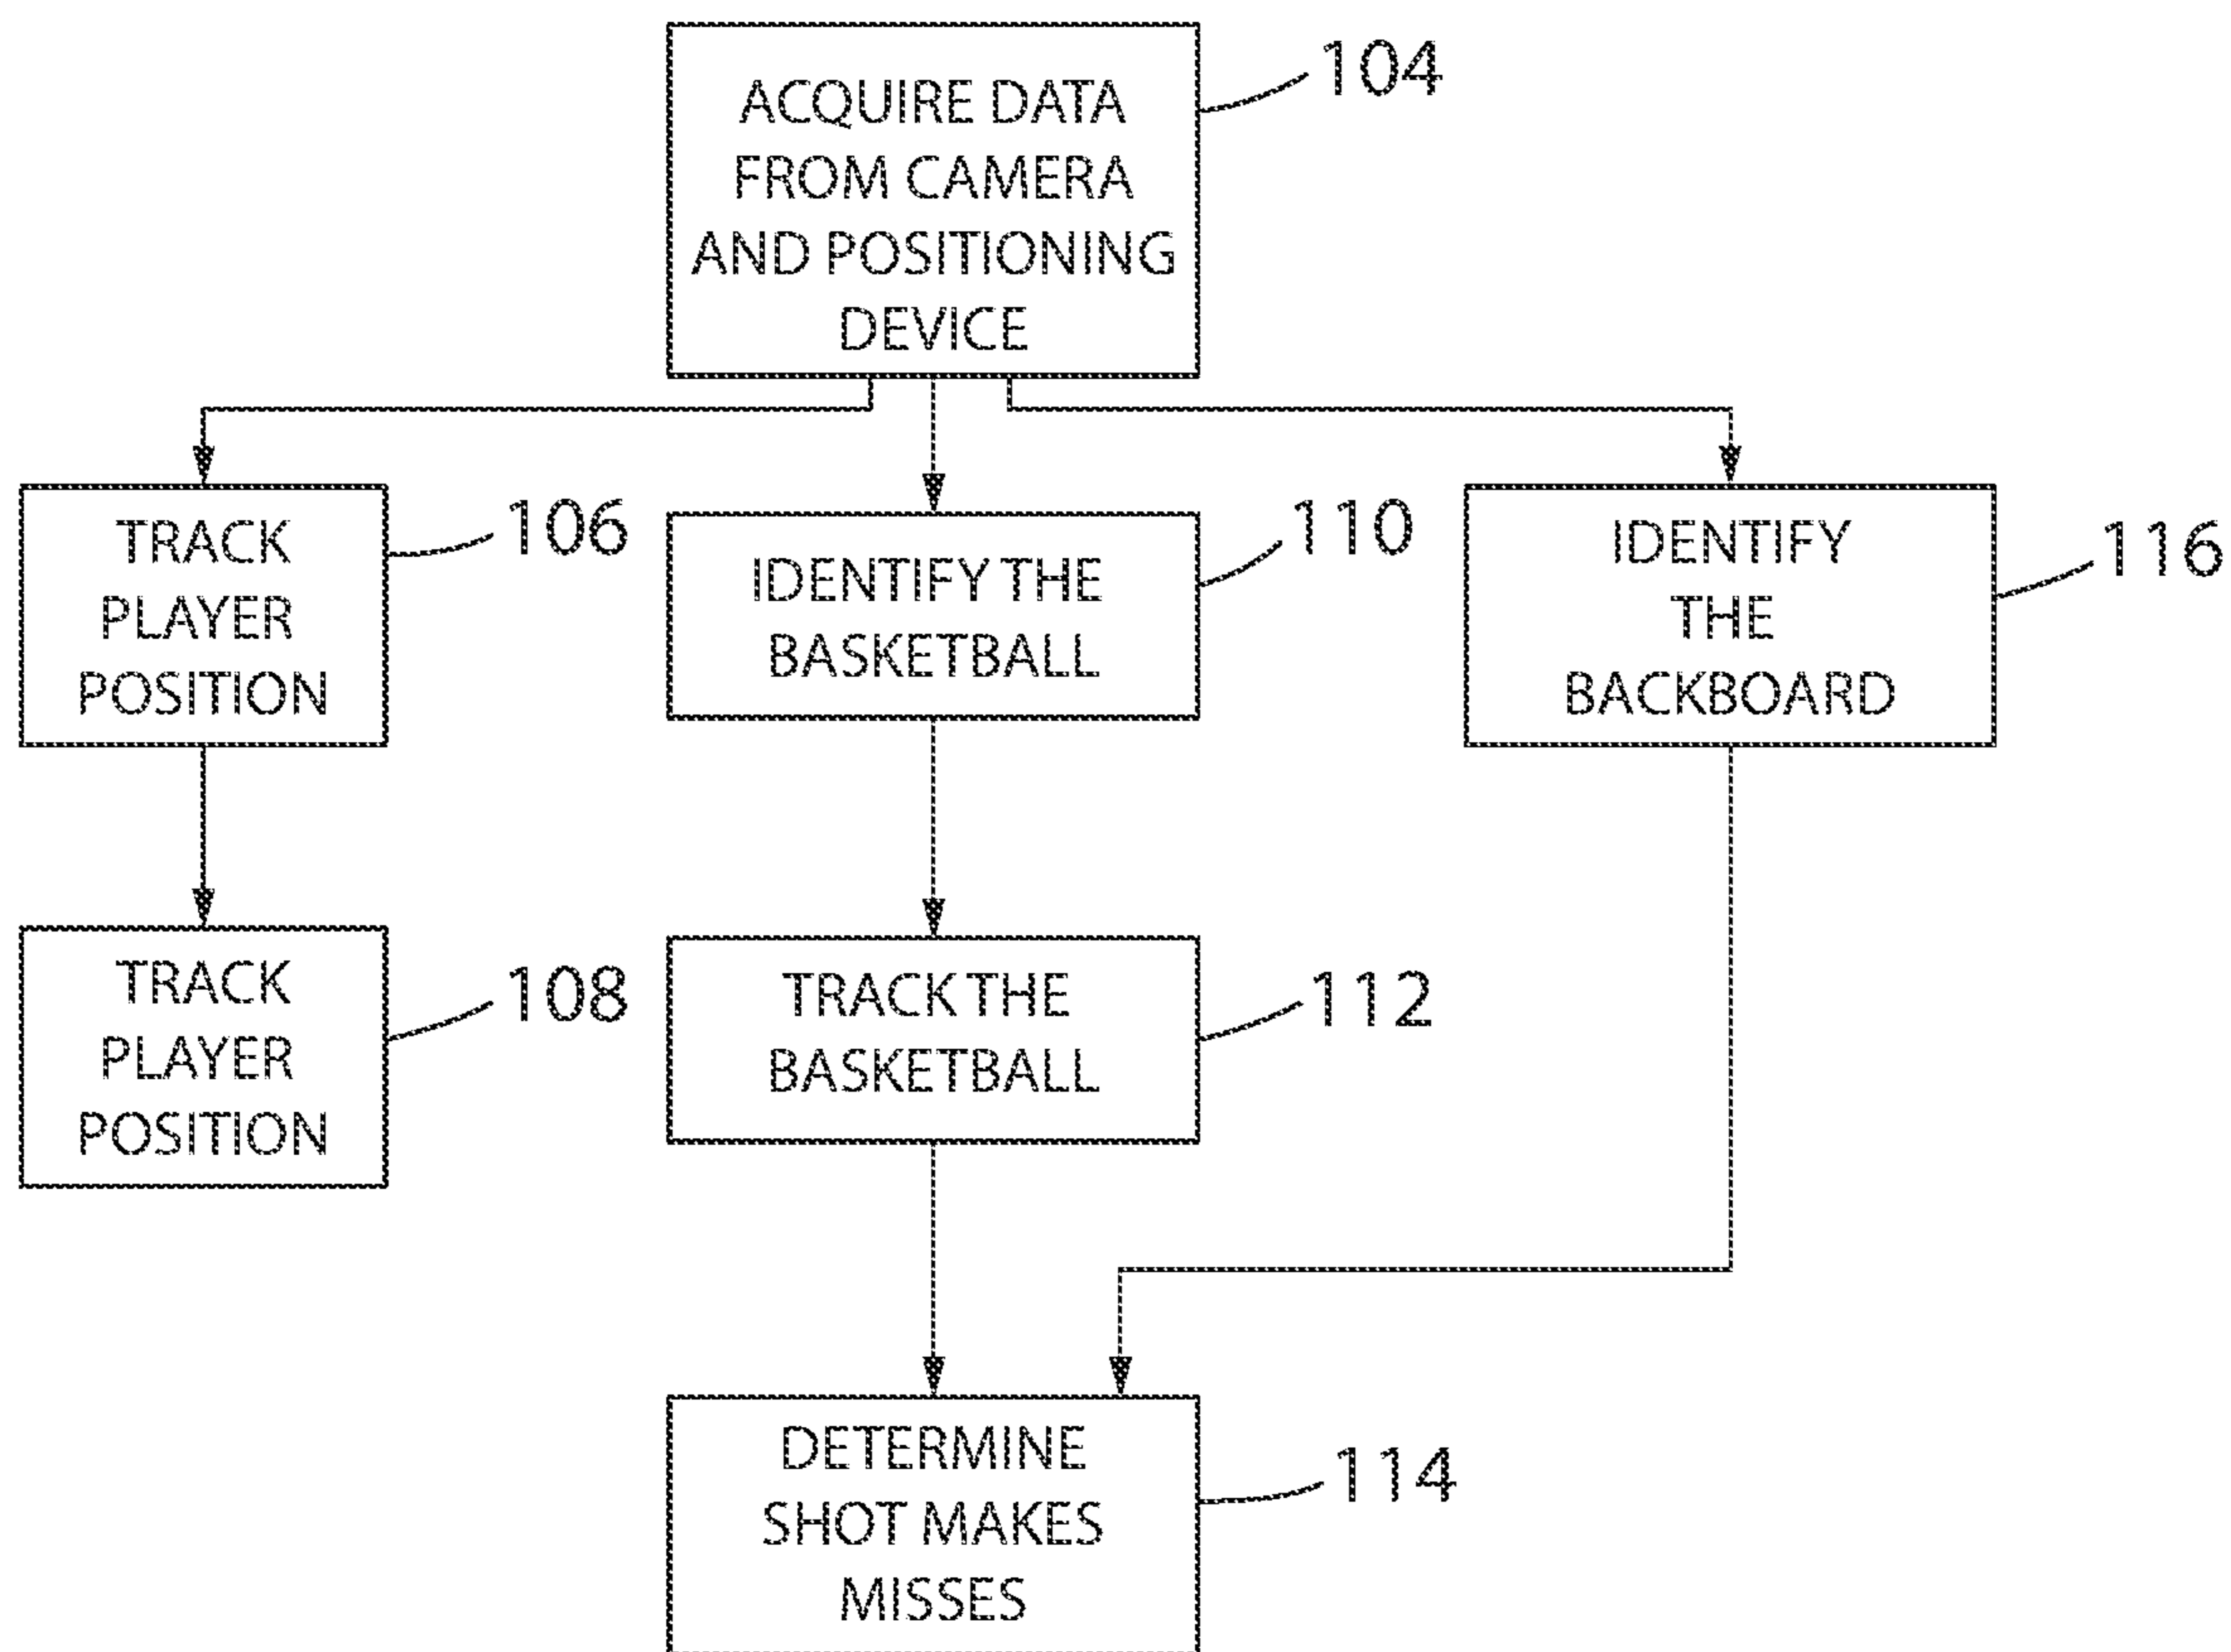 ACQUIRE DATA
FROM CAMERA
AND POSITIONING
DEVICE
104
TRACK
PLAYER
POSITION
106
IDENTIFY THE
BASKETBALL
110
IDENTIFY
THE
BACKBOARD
116
TRACK
PLAYER
POSITION
108
TRACK THE
BASKETBALL
112
DETERMINE
SHOT MAKES
MISSES
114